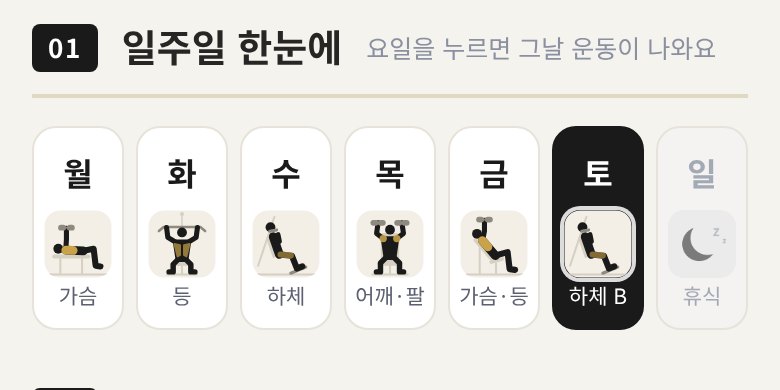 01 일주일 한눈에 요일을 누르면 그날 운동이 나와요
월 화 수 목 금 토 일
z z
가슴 등 하체 어깨·팔 가슴·등 하체 B 휴식